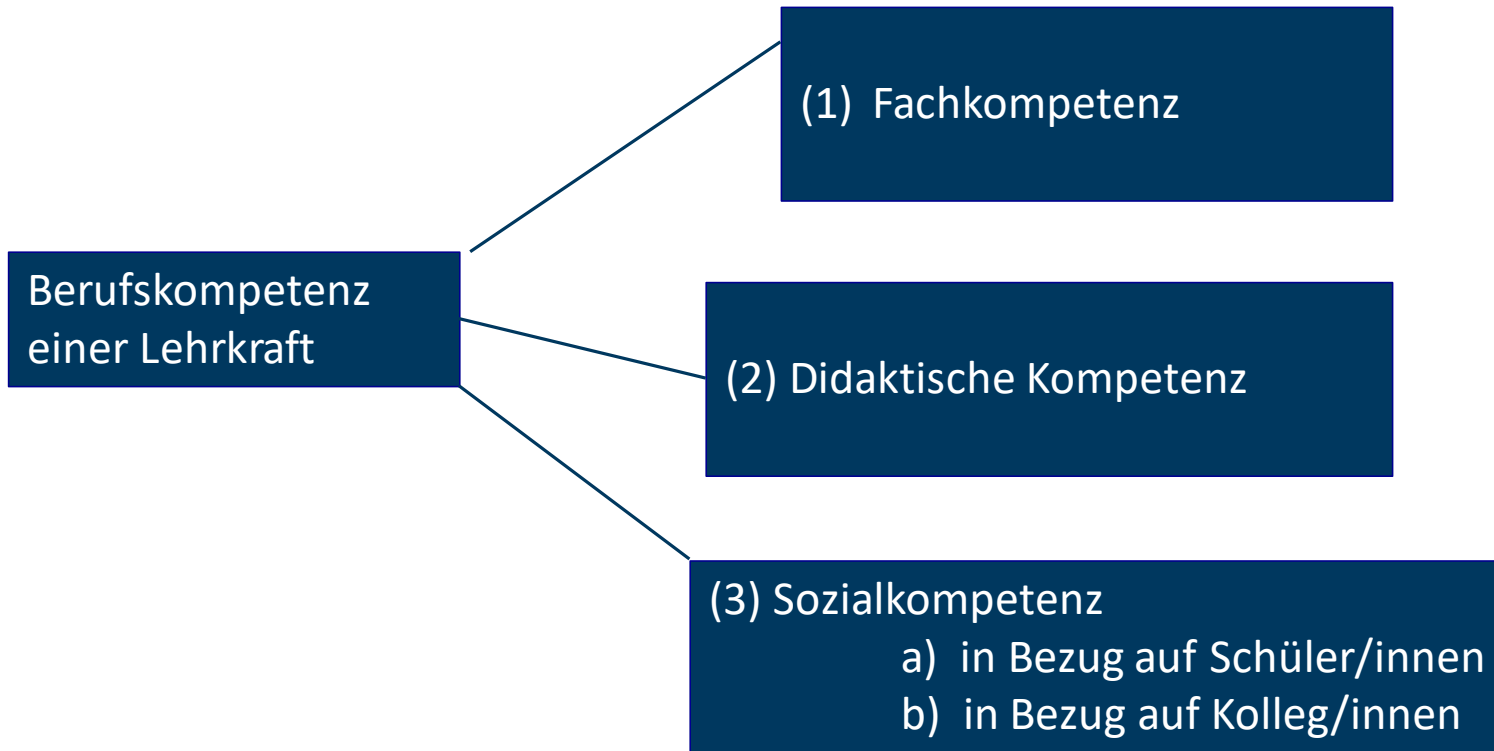 (1) Fachkompetenz
Berufskompetenz
einer Lehrkraft
(2) Didaktische Kompetenz
(3) Sozialkompetenz
a) in Bezug auf Schüler/innen
b) in Bezug auf Kolleg/innen